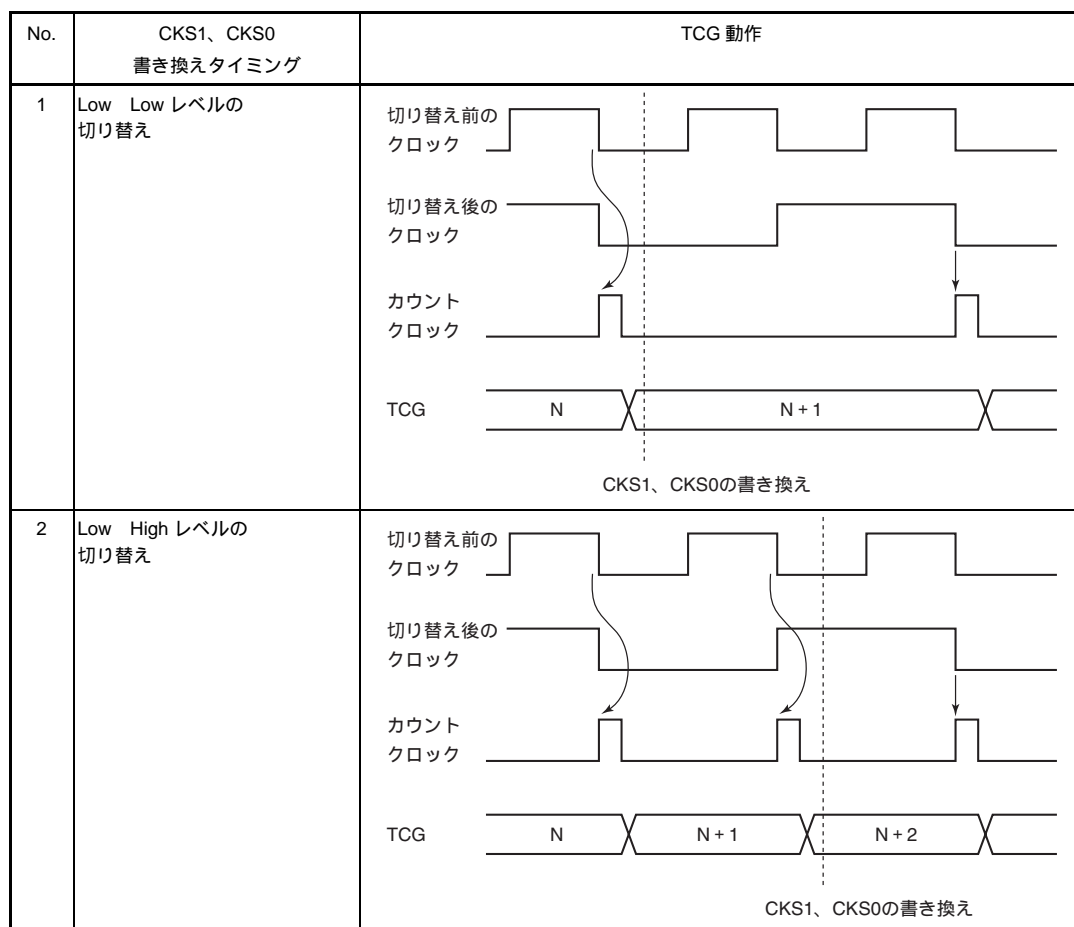 No.
CKS1、CKS0
書き換えタイミング
TCG 動作
1
Low Low レベルの
切り替え
切り替え前の
クロック
切り替え後の
クロック
カウント
クロック
TCG
N
N + 1
CKS1、CKS0の書き換え
2
Low High レベルの
切り替え
切り替え前の
クロック
切り替え後の
クロック
カウント
クロック
TCG
N
N + 1
N + 2
CKS1、CKS0の書き換え